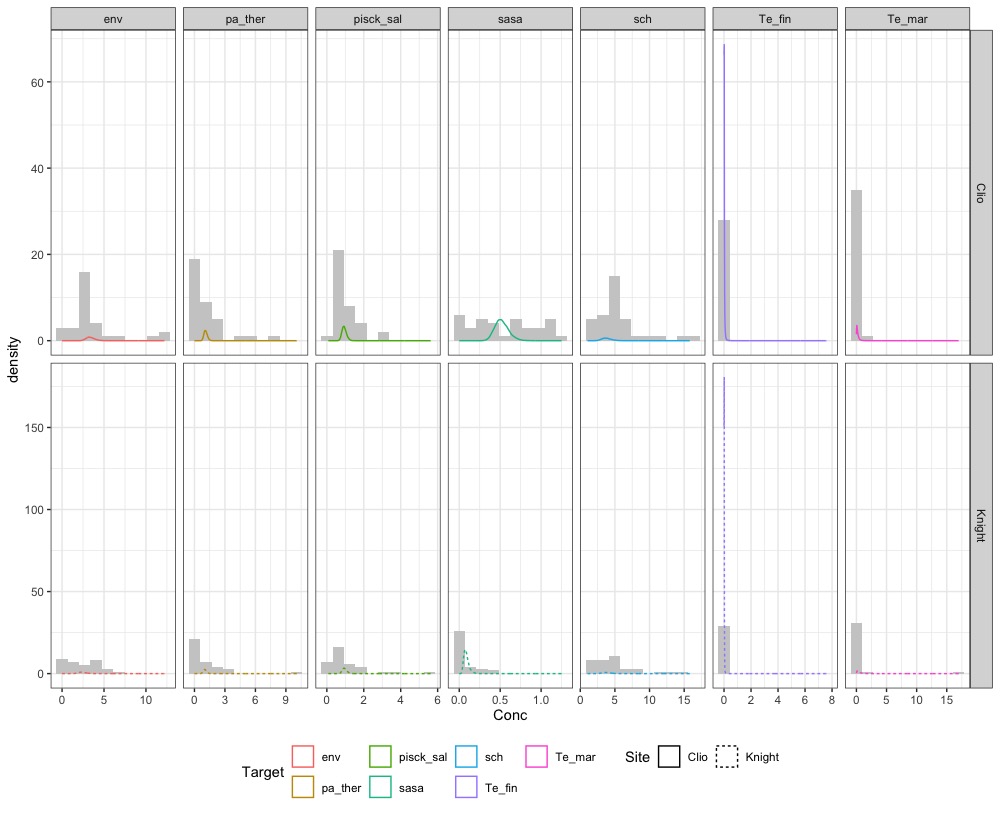 env pa_ther pisck_sal sasa sch Te_fin Te_mar
60
40
20
0
Clio
density
150
100
50
0
Knight
0 5 10 0 3 6 9 0 2 4 6 0.0 0.5 1.0 0 5 10 15 0 2 4 6 8 0 5 10 15
Conc
Target
env pisck_sal sch Te_mar
pa_ther sasa Te_fin
Site Clio Knight